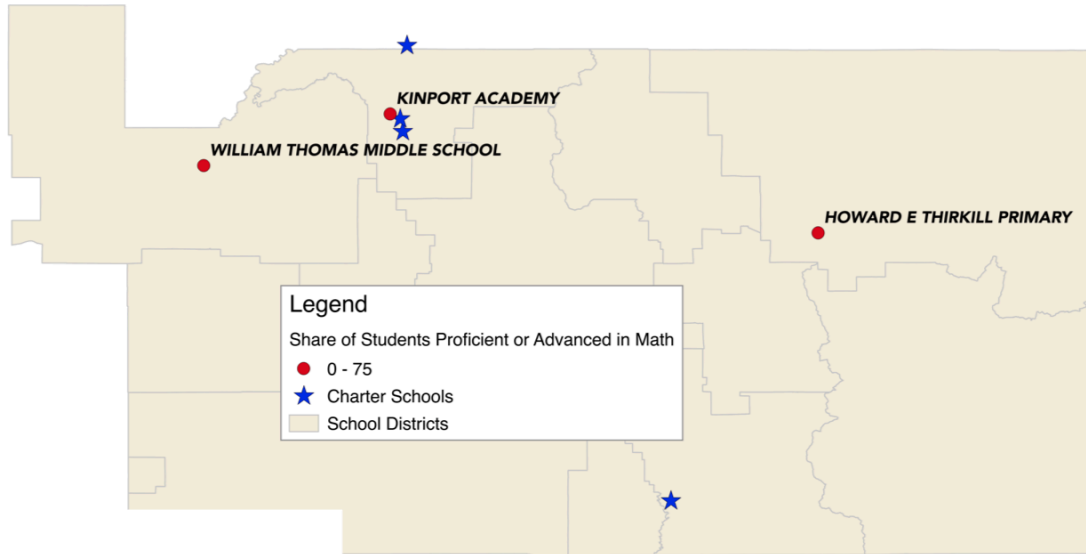 KINPORT ACADEMY
WILLIAM THOMAS MIDDLE SCHOOL
HOWARD E THIRKILL PRIMARY
Legend
Share of Students Proficient or Advanced in Math
0 - 75
Charter Schools
School Districts